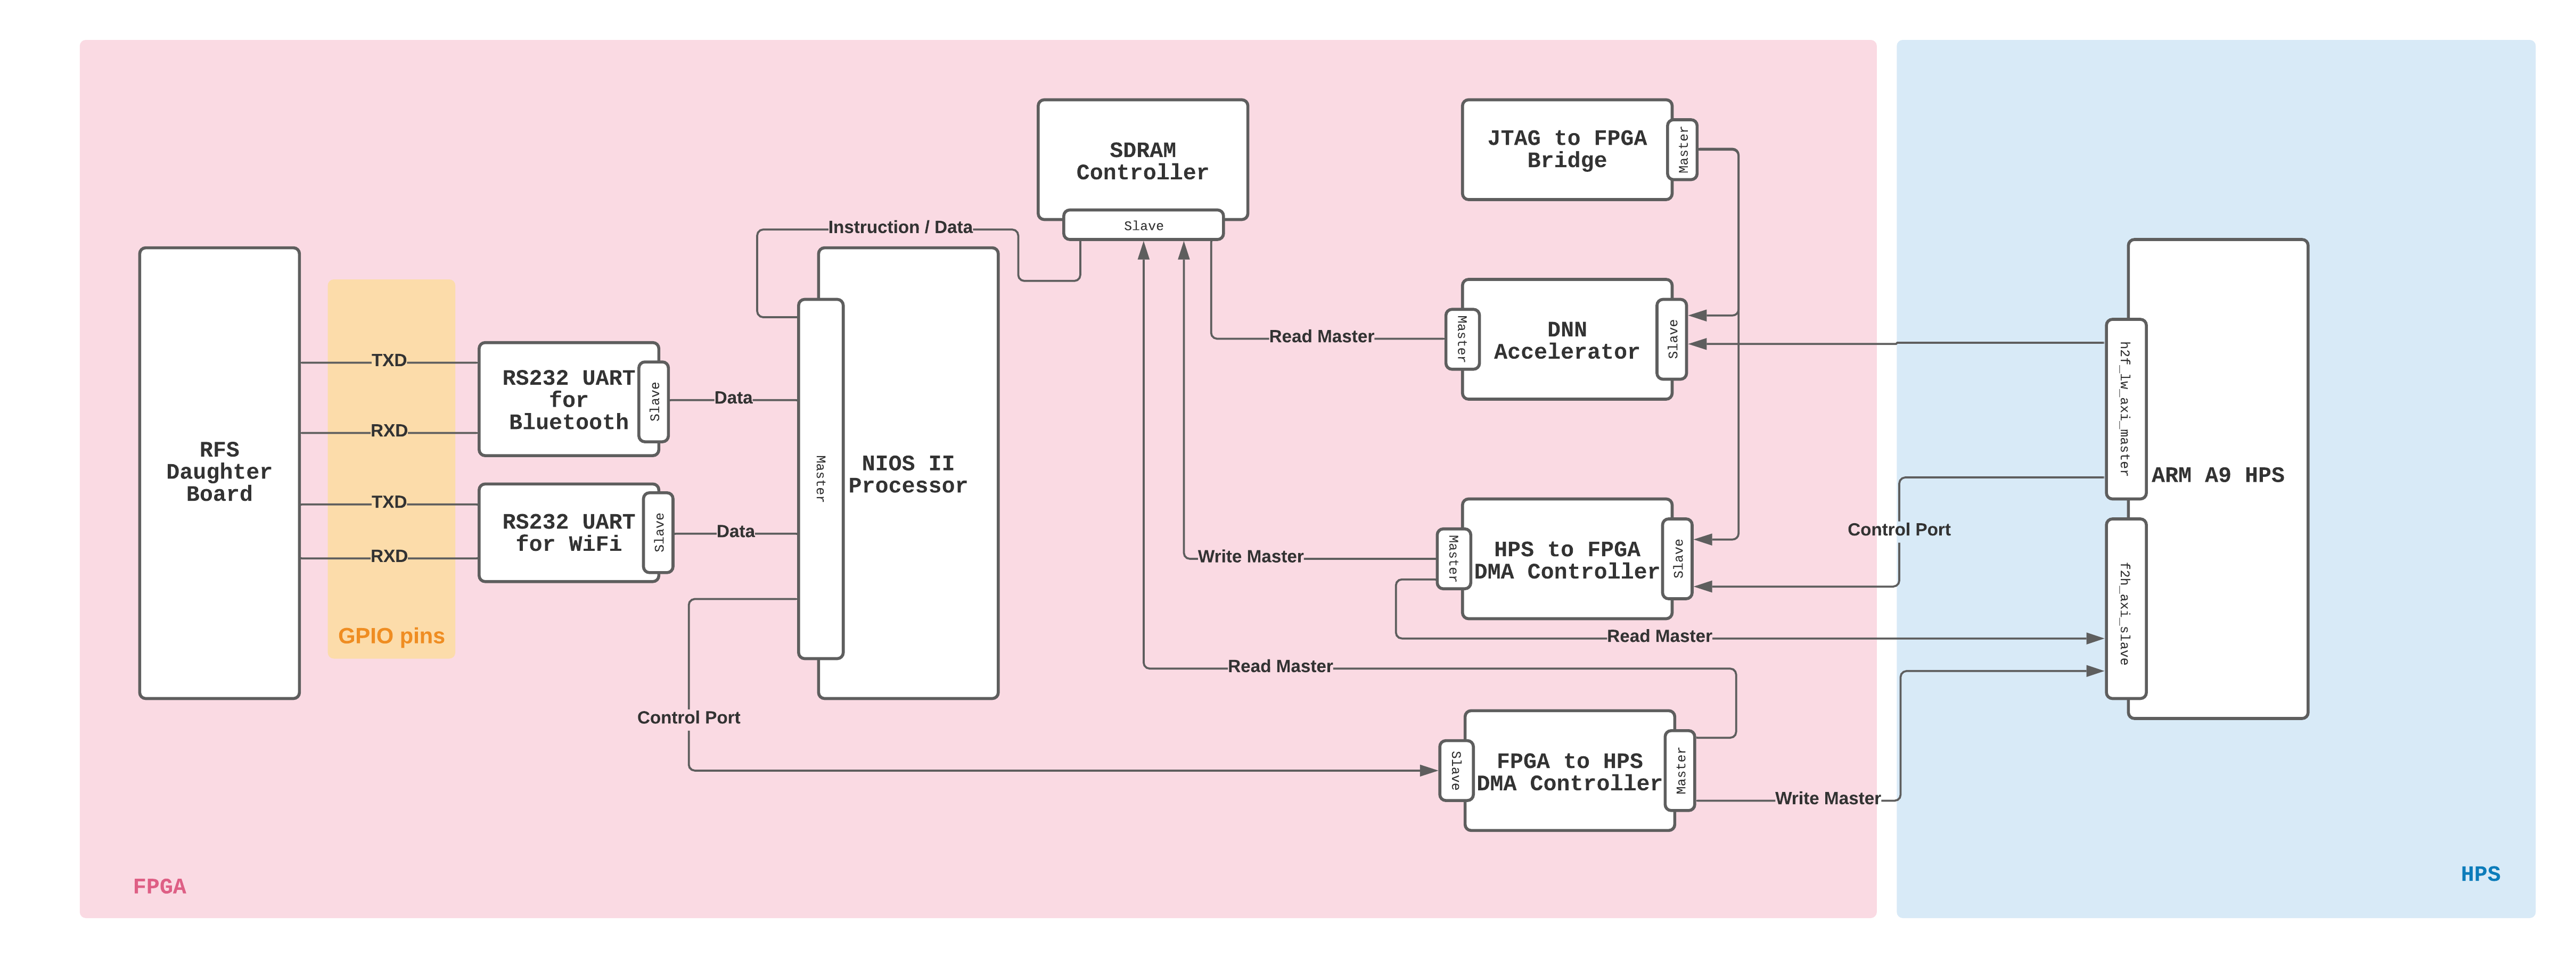 SDRAM
Controller
Slave
JTAG to FPGA
Bridge
Master
Instruction / Data
RFS
Daughter
Board
TXD
RXD
TXD
RXD
GPIO pins
RS232 UART
for
Bluetooth
Slave
Data
RS232 UART
for WiFi
Slave
Data
Master
NIOS II
Processor
Control Port
Read Master
Master
DNN
Accelerator
Slave
Write Master
Master
HPS to FPGA
DMA Controller
Slave
Control Port
Read Master
Read Master
Slave
FPGA to HPS
DMA Controller
Master
Write Master
h2f_lw_axi_master
ARM A9 HPS
f2h_axi_slave
FPGA
HPS